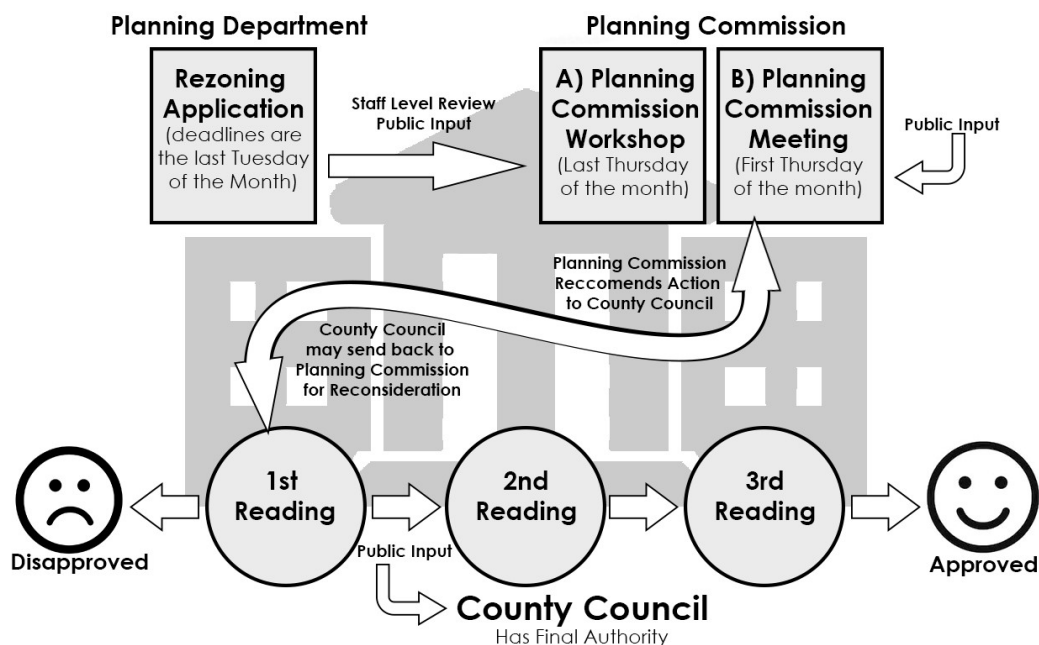 Planning Department
Rezoning
Application
(deadlines are
the last Tuesday
of the Month)
Staff Level Review
Public Input
Planning Commission
A) Planning
Commission
Workshop
(Last Thursday
of the month)
B) Planning
Commission
Meeting
(First Thursday
of the month)
Public Input
Planning Commission
Reccomends Action
to County Council
County Council
may send back to
Planning Commission
for Reconsideration
Disapproved
1st
Reading
2nd
Reading
3rd
Reading
Approved
Public Input
County Council
Has Final Authority